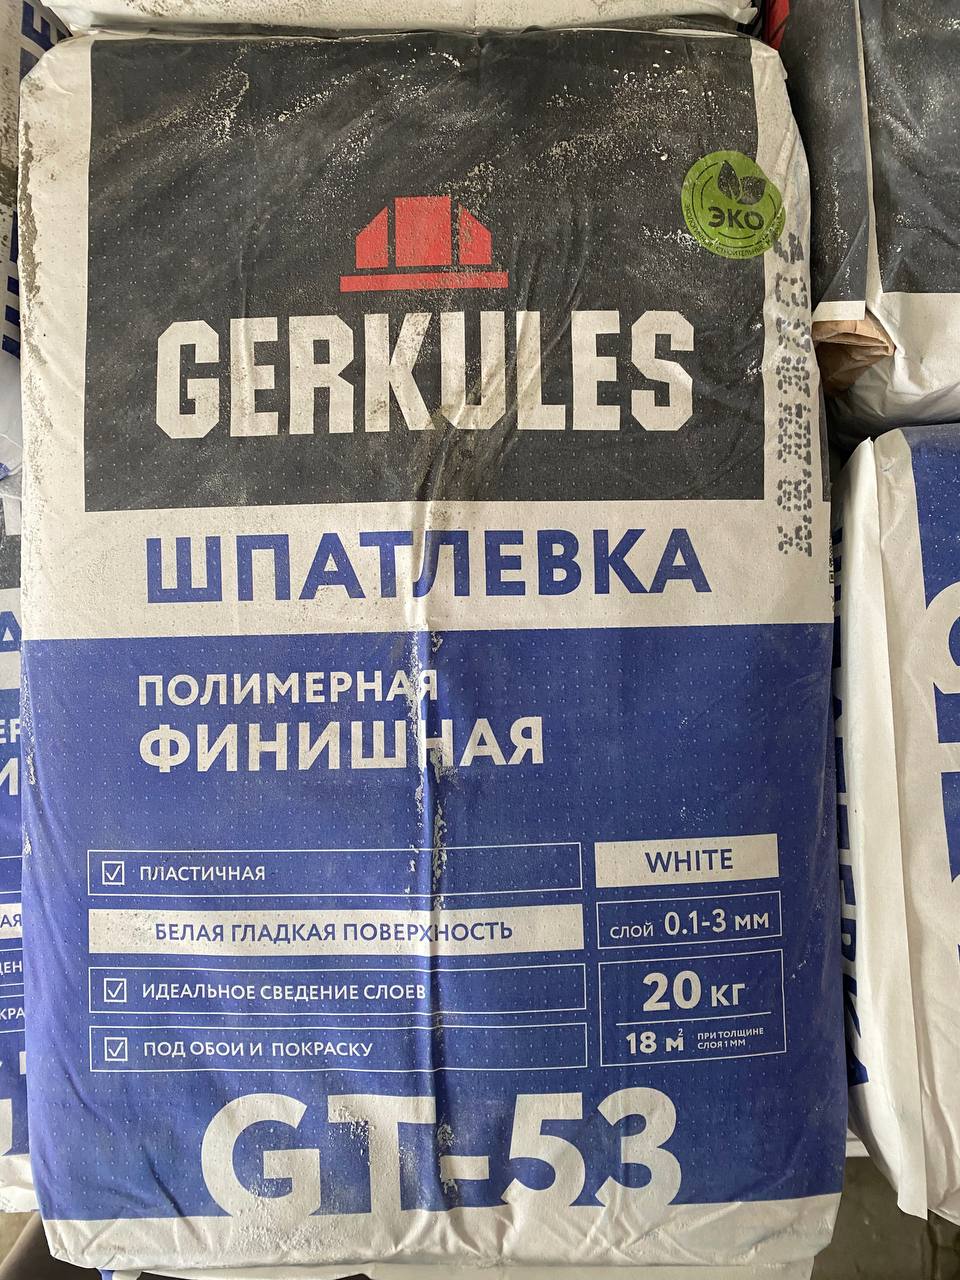 ЭКО
GERKULES
ШПАТЛЕВКА
ПОЛИМЕРНАЯ
ФИНИШНАЯ
ПЛАСТИЧНАЯ
WHITE
БЕЛАЯ ГЛАДКАЯ ПОВЕРХНОСТЬ
СЛОЙ 0.1-3 ММ
ИДЕАЛЬНОЕ СВЕДЕНИЕ СЛОЕВ
20 КГ
18 М² ПРИ ТОЛЩИНЕ
СЛОЯ 1 ММ
ПОД ОБОИ И ПОКРАСКУ
GT-53